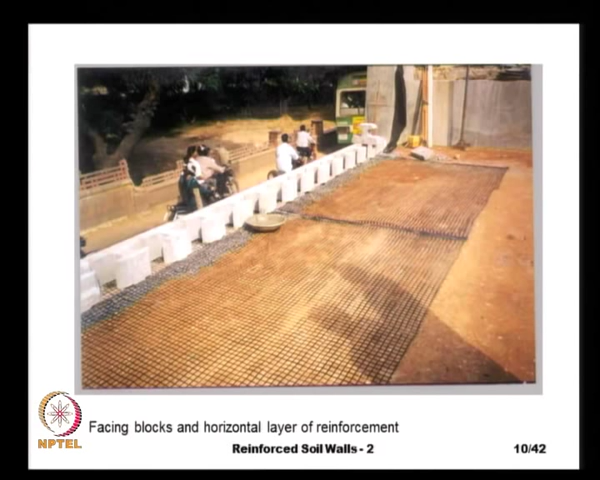 Facing blocks and horizontal layer of reinforcement
NPTEL
Reinforced Soil Walls - 2
10/42